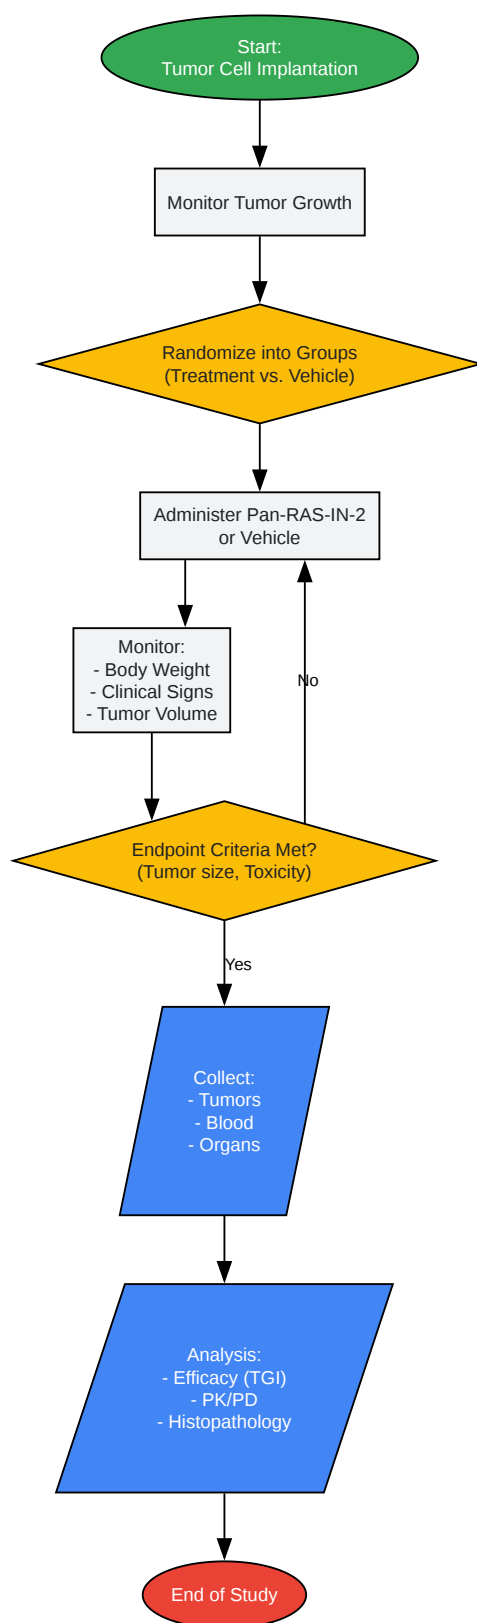 Start:
Tumor Cell Implantation
Monitor Tumor Growth
Randomize into Groups
(Treatment vs. Vehicle)
Administer Pan-RAS-IN-2
or Vehicle
Monitor:
- Body Weight
- Clinical Signs
- Tumor Volume
No
Endpoint Criteria Met?
(Tumor size, Toxicity)
Yes
Collect:
- Tumors
- Blood
- Organs
Analysis:
- Efficacy (TGI)
- PK/PD
- Histopathology
End of Study